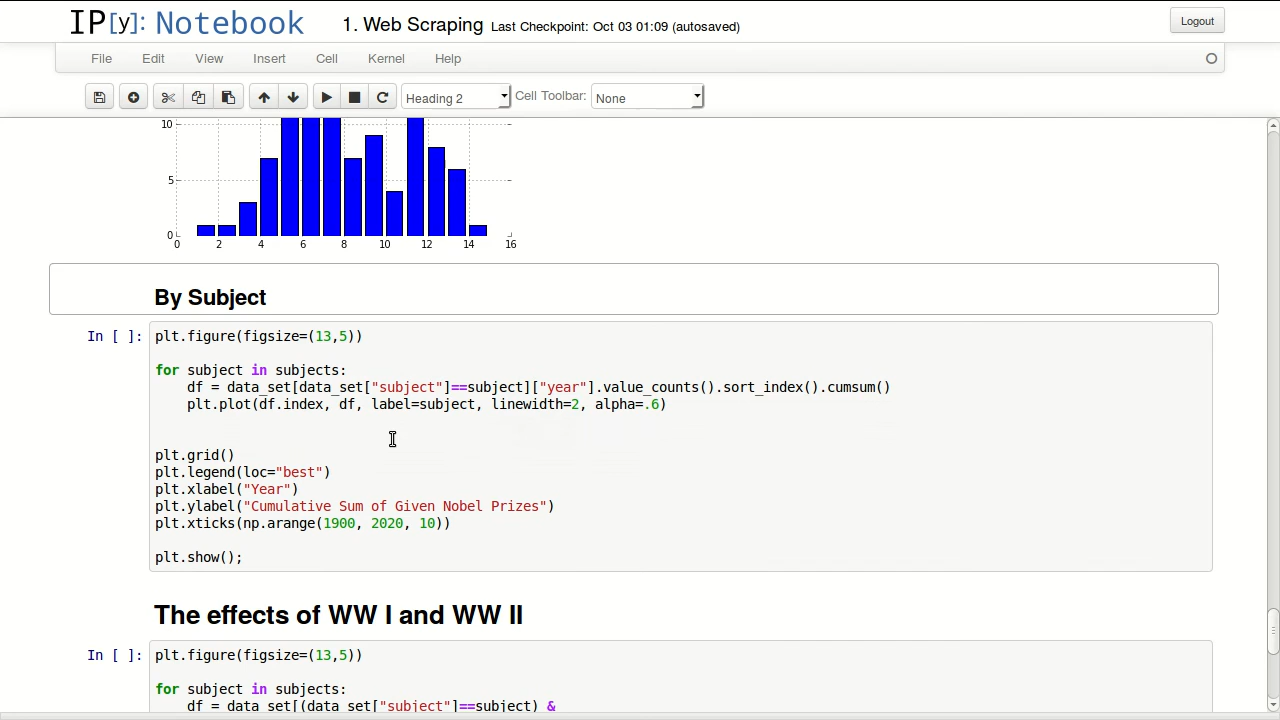 IP[y]: Notebook 1. Web Scraping Last Checkpoint: Oct 03 01:09 (autosaved) Logout
File Edit View Insert Cell Kernel Help
Heading 2 Cell Toolbar: None
10
5
0
0 2 4 6 8 10 12 14 16
By Subject
In [ ]: plt.figure(figsize=(13,5))
for subject in subjects:
df = data_set[data_set["subject"]==subject]["year"].value_counts().sort_index().cumsum()
plt.plot(df.index, df, label=subject, linewidth=2, alpha=.6)
plt.grid()
plt.legend(loc="best")
plt.xlabel("Year")
plt.ylabel("Cumulative Sum of Given Nobel Prizes")
plt.xticks(np.arange(1900, 2020, 10))
plt.show();
The effects of WW I and WW II
In [ ]: plt.figure(figsize=(13,5))
for subject in subjects:
df = data_set[(data_set["subject"]==subject) &